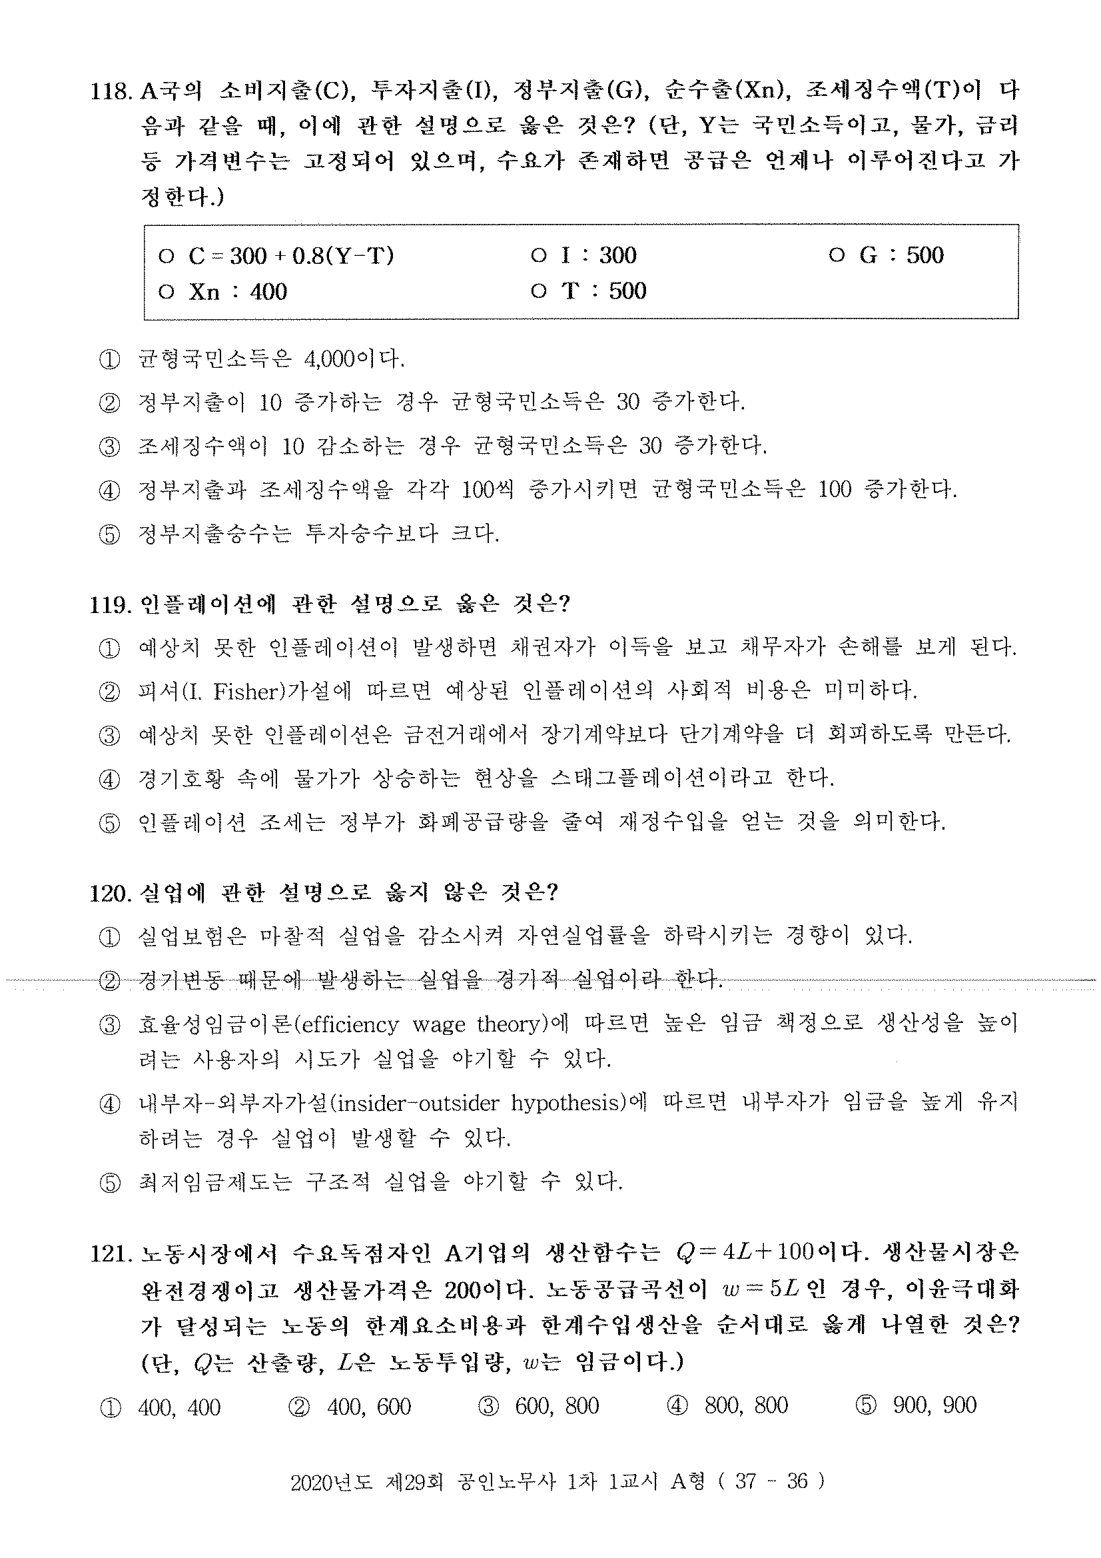 118. A국의 소비지출(C), 투자지출(I), 정부지출(G), 순수출(Xn), 조세징수액(T)이 다
음과 같을 때, 이에 관한 설명으로 옳은 것은? (단, Y는 국민소득이고, 물가, 금리
등 가격변수는 고정되어 있으며, 수요가 존재하면 공급은 언제나 이루어진다고 가
정한다.)
○ C = 300 + 0.8(Y-T) ○ I : 300 ○ G : 500
○ Xn : 400 ○ T : 500
① 균형국민소득은 4,000이다.
② 정부지출이 10 증가하는 경우 균형국민소득은 30 증가한다.
③ 조세징수액이 10 감소하는 경우 균형국민소득은 30 증가한다.
④ 정부지출과 조세징수액을 각각 100씩 증가시키면 균형국민소득은 100 증가한다.
⑤ 정부지출승수는 투자승수보다 크다.
119. 인플레이션에 관한 설명으로 옳은 것은?
① 예상치 못한 인플레이션이 발생하면 채권자가 이득을 보고 채무자가 손해를 보게 된다.
② 피셔(I. Fisher)가설에 따르면 예상된 인플레이션의 사회적 비용은 미미하다.
③ 예상치 못한 인플레이션은 금전거래에서 장기계약보다 단기계약을 더 회피하도록 만든다.
④ 경기호황 속에 물가가 상승하는 현상을 스태그플레이션이라고 한다.
⑤ 인플레이션 조세는 정부가 화폐공급량을 줄여 재정수입을 얻는 것을 의미한다.
120. 실업에 관한 설명으로 옳지 않은 것은?
① 실업보험은 마찰적 실업을 감소시켜 자연실업률을 하락시키는 경향이 있다.
② 경기변동 때문에 발생하는 실업을 경기적 실업이라 한다.
③ 효율성임금이론(efficiency wage theory)에 따르면 높은 임금 책정으로 생산성을 높이
려는 사용자의 시도가 실업을 야기할 수 있다.
④ 내부자-외부자가설(insider-outsider hypothesis)에 따르면 내부자가 임금을 높게 유지
하려는 경우 실업이 발생할 수 있다.
⑤ 최저임금제도는 구조적 실업을 야기할 수 있다.
121. 노동시장에서 수요독점자인 A기업의 생산함수는 Q = 4L + 100이다. 생산물시장은
완전경쟁이고 생산물가격은 200이다. 노동공급곡선이 w = 5L인 경우, 이윤극대화
가 달성되는 노동의 한계요소비용과 한계수입생산을 순서대로 옳게 나열한 것은?
(단, Q는 산출량, L은 노동투입량, w는 임금이다.)
① 400, 400 ② 400, 600 ③ 600, 800 ④ 800, 800 ⑤ 900, 900
2020년도 제29회 공인노무사 1차 1교시 A형 ( 37 - 36 )